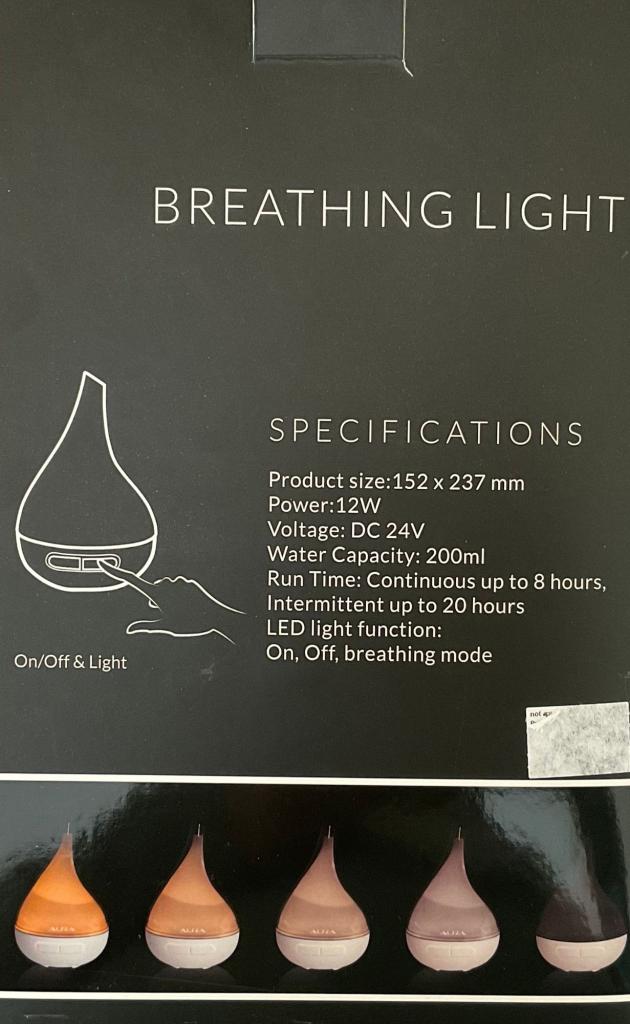 BREATHING LIGHT
SPECIFICATIONS
Product size:152 x 237 mm
Power:12W
Voltage: DC 24V
Water Capacity: 200ml
Run Time: Continuous up to 8 hours,
Intermittent up to 20 hours
LED light function:
On, Off, breathing mode
On/Off & Light
not